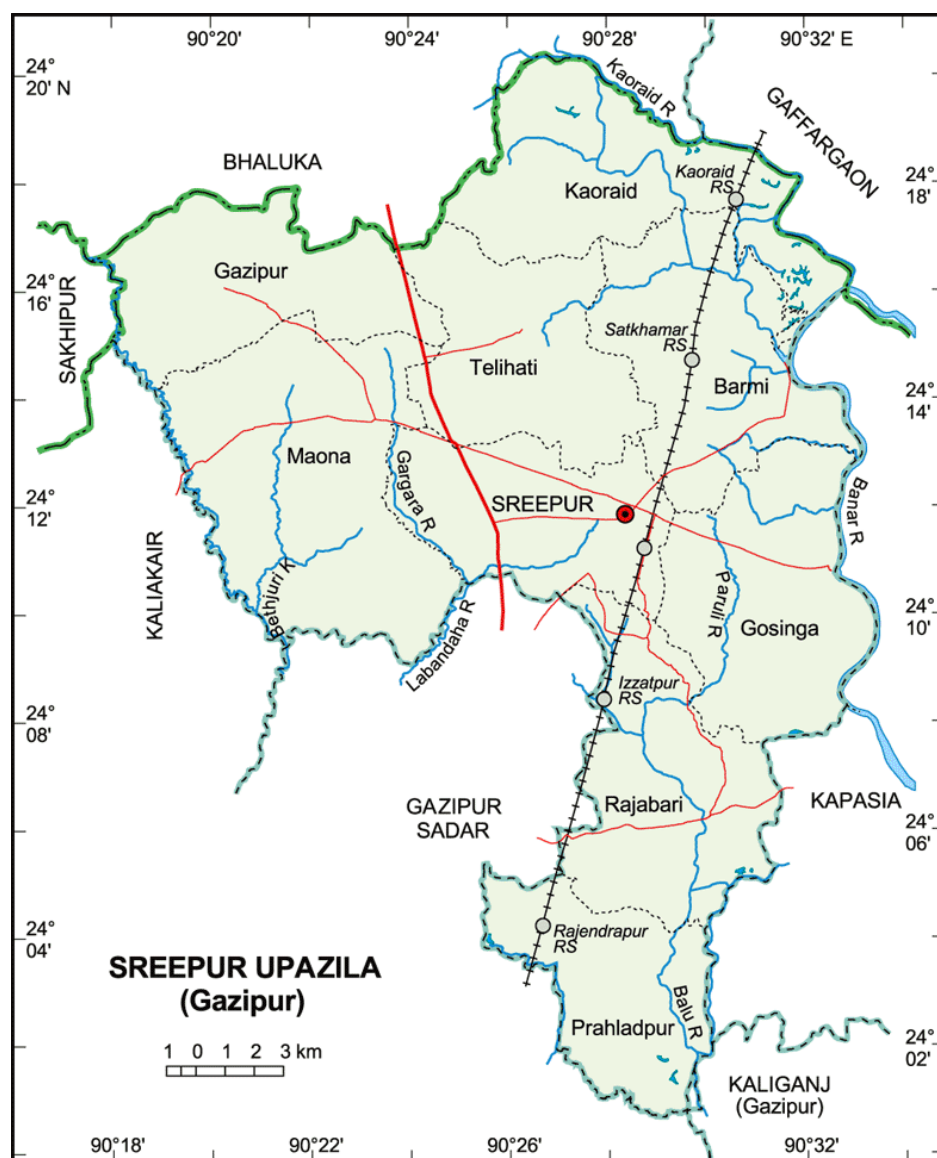 90°20' 90°24' 90°28' 90°32' E
24°
20' N
Kaoraid R
GAFFARGAON
BHALUKA
Kaoraid
RS
24°
18'
Kaoraid
Gazipur
24°
16'
SAKHIPUR
Satkhamar
RS
Telihati
Barmi
24°
14'
Maona
Gargara R
SREEPUR
Banar R
24°
12'
KALIAKAIR
Bethjuri K
Paruli R
Gosinga
24°
10'
Labandaha R
Izzatpur
RS
24°
08'
GAZIPUR
SADAR
Rajabari
KAPASIA
24°
06'
24°
04'
Rajendrapur
RS
SREEPUR UPAZILA
(Gazipur)
Balu R
Prahladpur
24°
02'
1 0 1 2 3 km
KALIGANJ
(Gazipur)
90°18' 90°22' 90°26' 90°32'